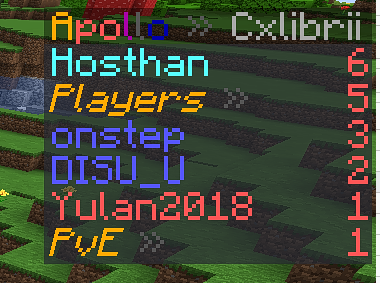 Apollo » Cxlibrii
Hosthan 6
Players » 5
onstep 3
DISU_U 2
Yulan2018 1
PvE » 1